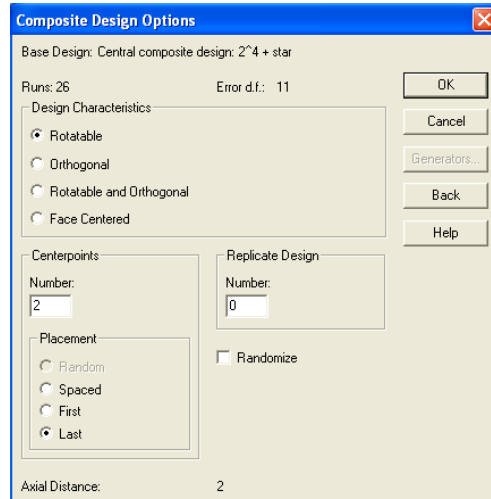 Composite Design Options
Base Design: Central composite design: 2^4 + star
Runs: 26 Error d.f.: 11
OK
Design Characteristics
Cancel
Rotatable
Orthogonal
Generators...
Rotatable and Orthogonal
Back
Face Centered
Help
Centerpoints
Replicate Design
Number: Number:
2 0
Placement
Randomize
Random
Spaced
First
Last
Axial Distance: 2